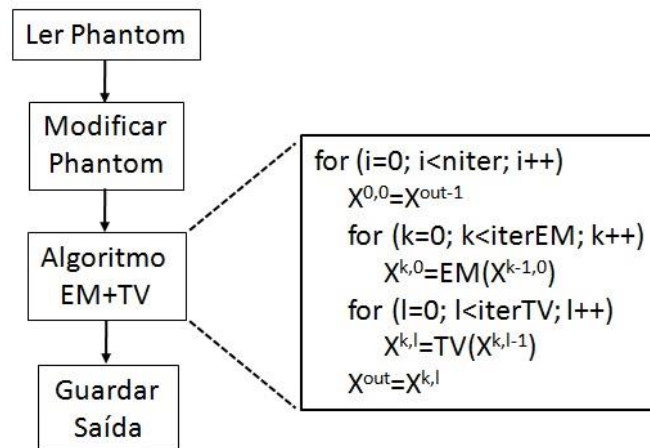 Ler Phantom
Modificar
Phantom
Algoritmo
EM+TV
Guardar
Saída
for (i=0; i<niter; i++)
X^{0,0}=X^{out-1}
for (k=0; k<iterEM; k++)
X^{k,0}=EM(X^{k-1,0})
for (l=0; l<iterTV; l++)
X^{k,l}=TV(X^{k,l-1})
X^{out}=X^{k,l}